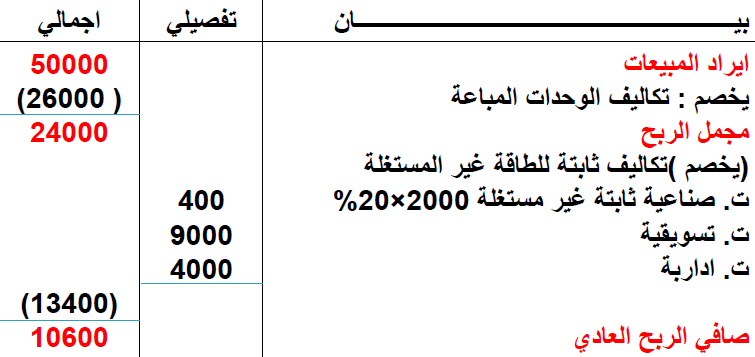 بيـــــــــــــــــــــــــــــــــــــــــان تفصيلي اجمالي
ايراد المبيعات 50000
يخصم : تكاليف الوحدات المباعة (26000 )
مجمل الربح 24000
(يخصم )تكاليف ثابتة للطاقة غير المستغلة
ت. صناعية ثابتة غير مستغلة 2000×20% 400
ت. تسويقية 9000
ت. اداربة 4000
(13400)
صافي الربح العادي 10600